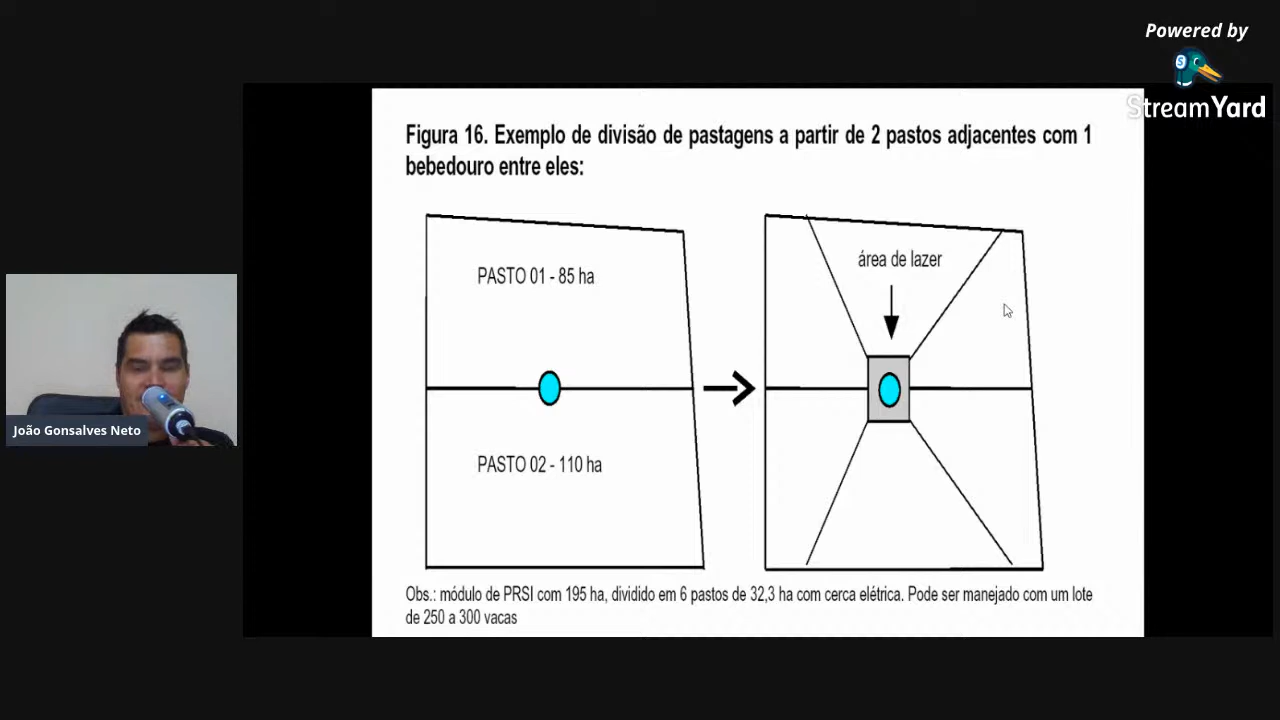 Powered by
StreamYard
Figura 16. Exemplo de divisão de pastagens a partir de 2 pastos adjacentes com 1
bebedouro entre eles:
PASTO 01 - 85 ha
área de lazer
PASTO 02 - 110 ha
João Gonsalves Neto
Obs.: módulo de PRSI com 195 ha, dividido em 6 pastos de 32,3 ha com cerca elétrica. Pode ser manejado com um lote
de 250 a 300 vacas